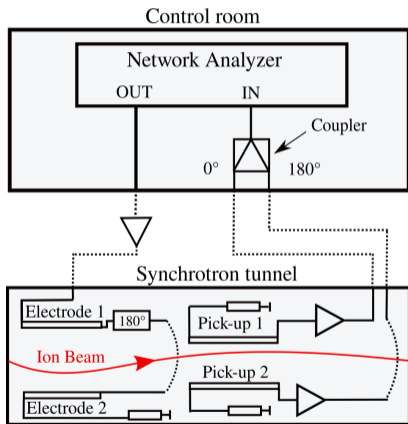 Control room
Network Analyzer
OUT IN
Coupler
0° 180°
Synchrotron tunnel
Electrode 1
180°
Pick-up 1
Ion Beam
Pick-up 2
Electrode 2